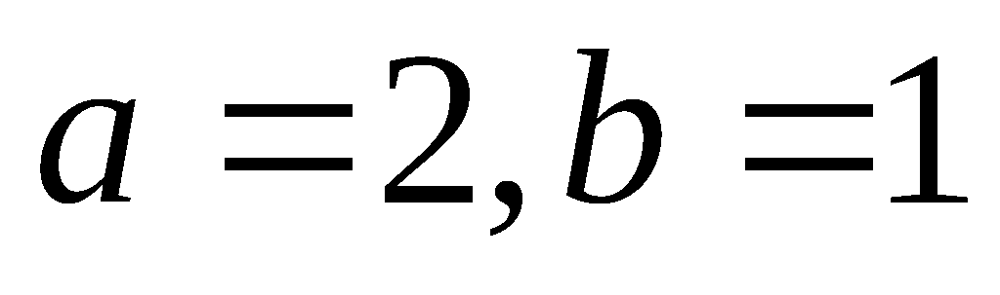 a = 2, b = 1